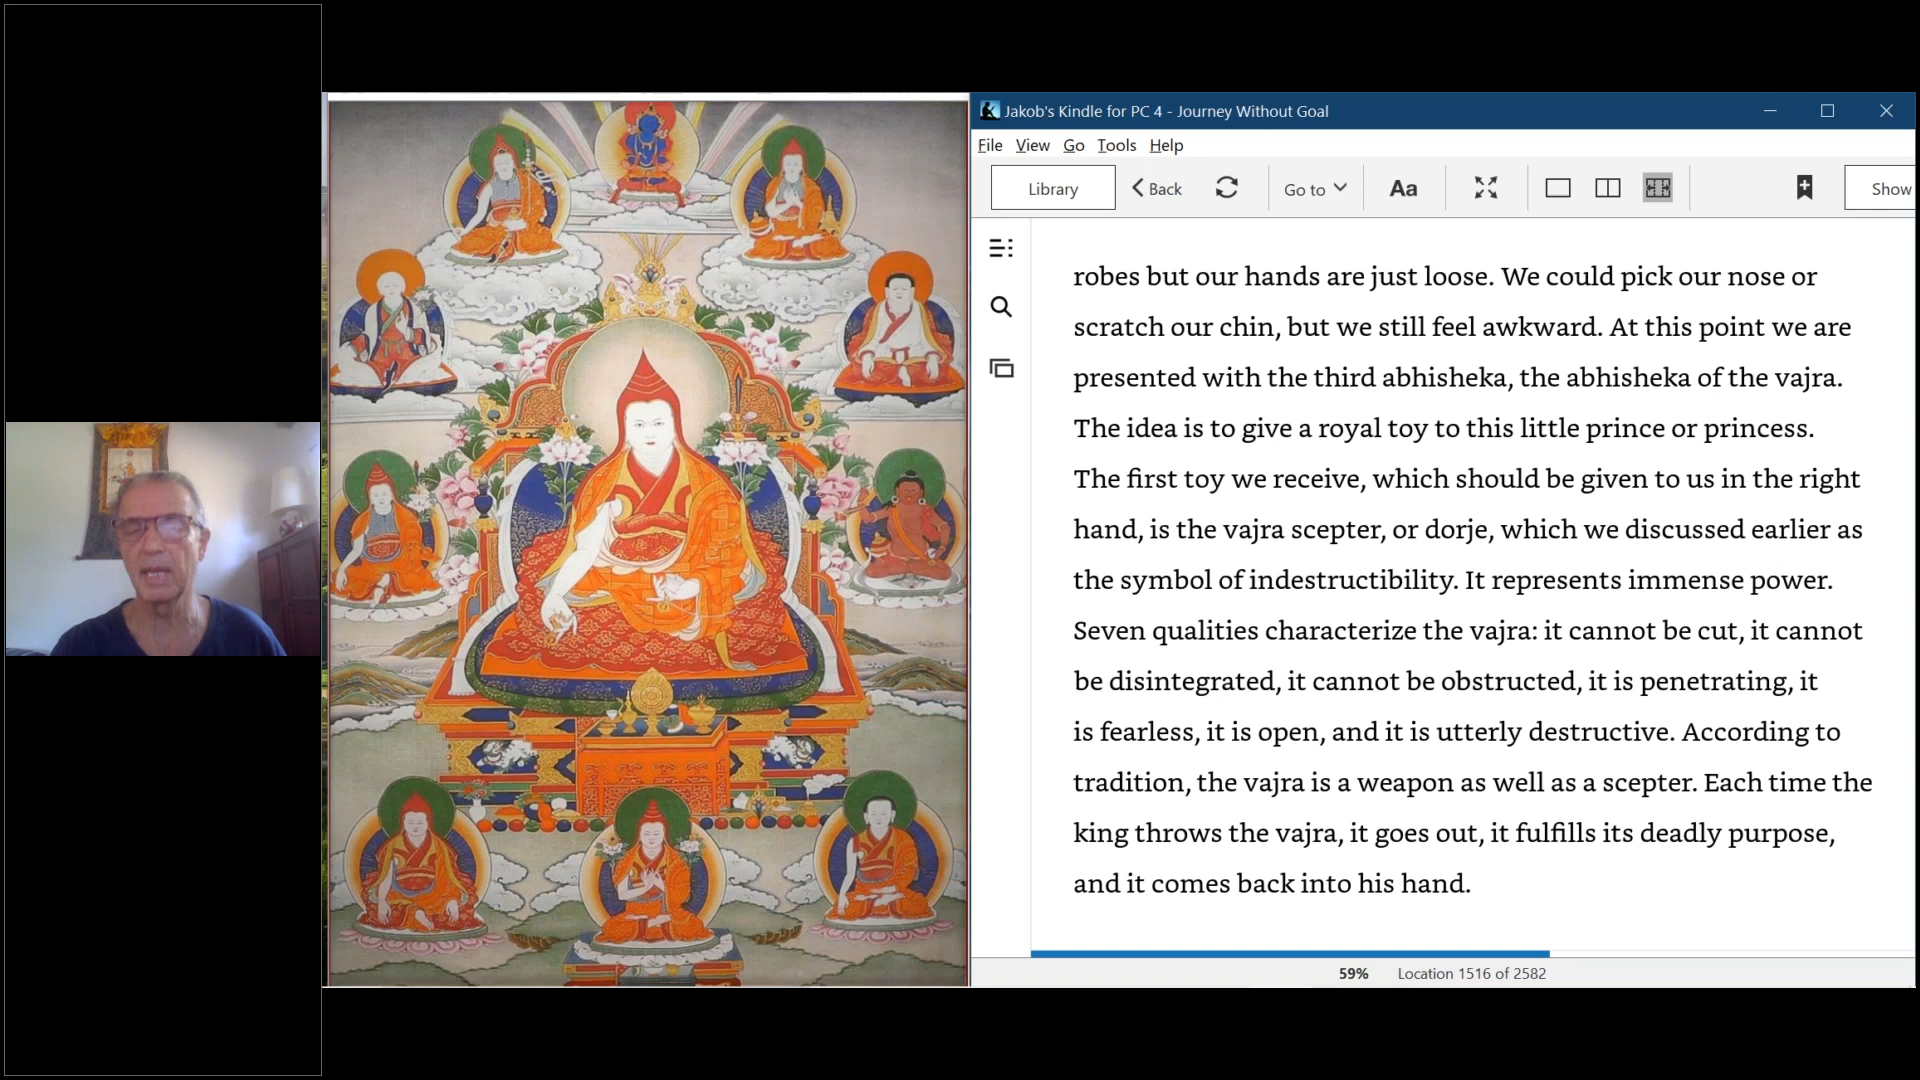 Jakob's Kindle for PC 4 - Journey Without Goal
File View Go Tools Help
Library Back Go to Aa Show
robes but our hands are just loose. We could pick our nose or
scratch our chin, but we still feel awkward. At this point we are
presented with the third abhisheka, the abhisheka of the vajra.
The idea is to give a royal toy to this little prince or princess.
The first toy we receive, which should be given to us in the right
hand, is the vajra scepter, or dorje, which we discussed earlier as
the symbol of indestructibility. It represents immense power.
Seven qualities characterize the vajra: it cannot be cut, it cannot
be disintegrated, it cannot be obstructed, it is penetrating, it
is fearless, it is open, and it is utterly destructive. According to
tradition, the vajra is a weapon as well as a scepter. Each time the
king throws the vajra, it goes out, it fulfills its deadly purpose,
and it comes back into his hand.
59% Location 1516 of 2582